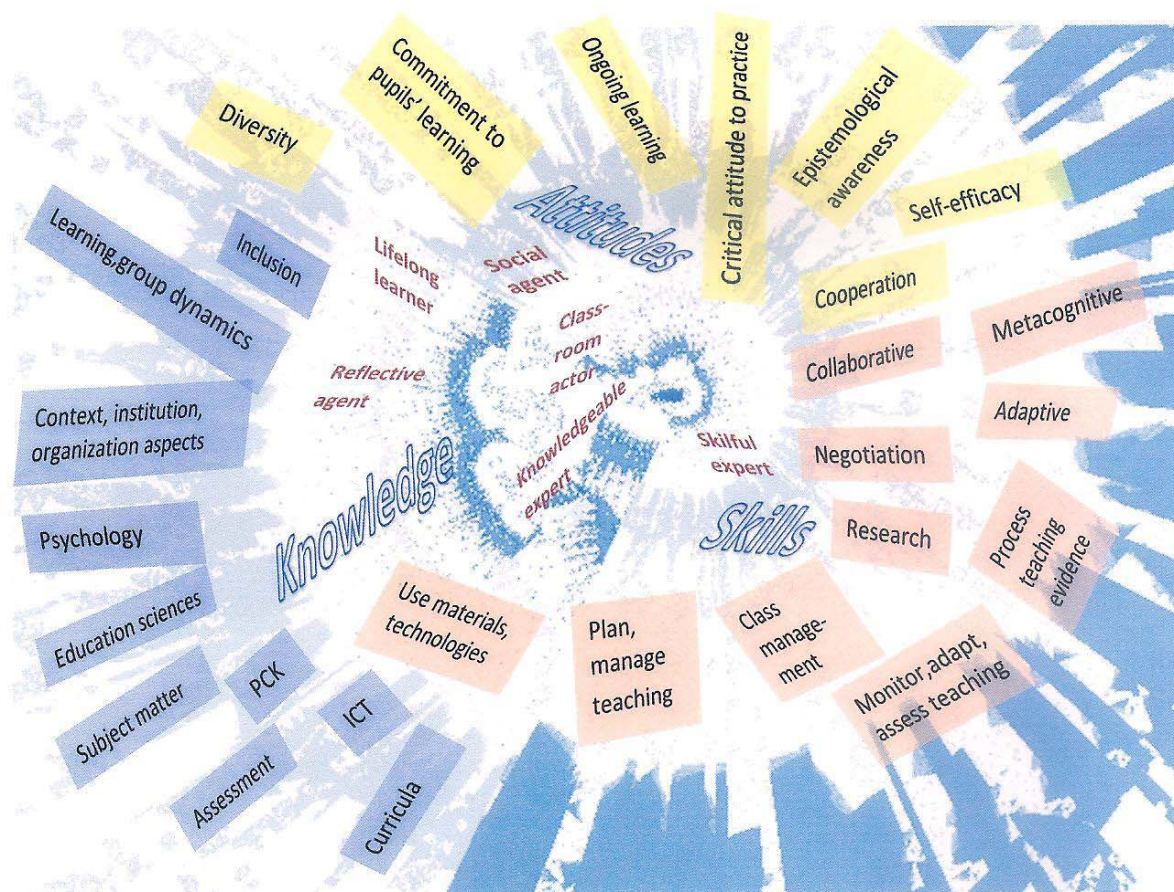 Diversity
Commitment to
pupils' learning
Ongoing learning
Critical attitude to practice
Epistemological
awareness
Self-efficacy
Cooperation
Attitudes
Learning,group dynamics
Inclusion
Context, institution,
organization aspects
Psychology
Education sciences
Subject matter
PCK
Assessment
ICT
Curricula
Knowledge
Lifelong
learner
Social
agent
Reflective
agent
Class-
room
actor
Knowledgeable
expert
Skilful
expert
Skills
Metacognitive
Collaborative
Adaptive
Negotiation
Research
Process
teaching
evidence
Monitor,adapt,
assess teaching
Class
manage-
ment
Plan,
manage
teaching
Use materials,
technologies